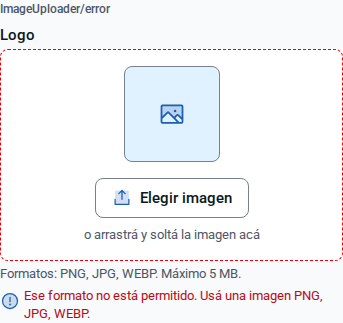 ImageUploader/error
Logo
Elegir imagen
o arrastrá y soltá la imagen acá
Formatos: PNG, JPG, WEBP. Máximo 5 MB.
Ese formato no está permitido. Usá una imagen PNG,
JPG, WEBP.